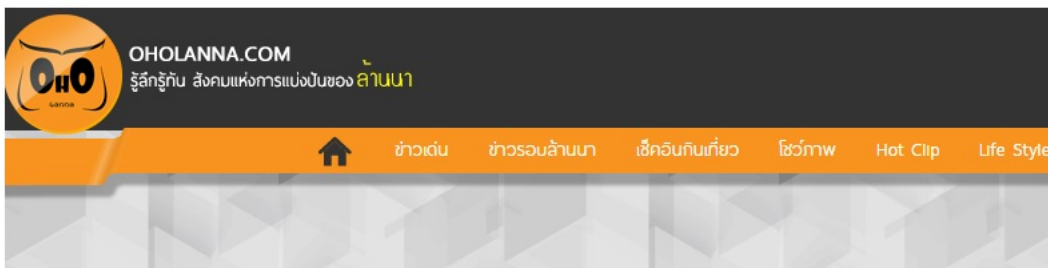 OHOLANNA.COM
รู้ลึกรู้ทัน สังคมแห่งการแบ่งปันของ ล้านนา
OHO
Lanna
ข่าวเด่น ข่าวรอบล้านนา เช็คอินกินเที่ยว โชว์ภาพ Hot Clip Life Style